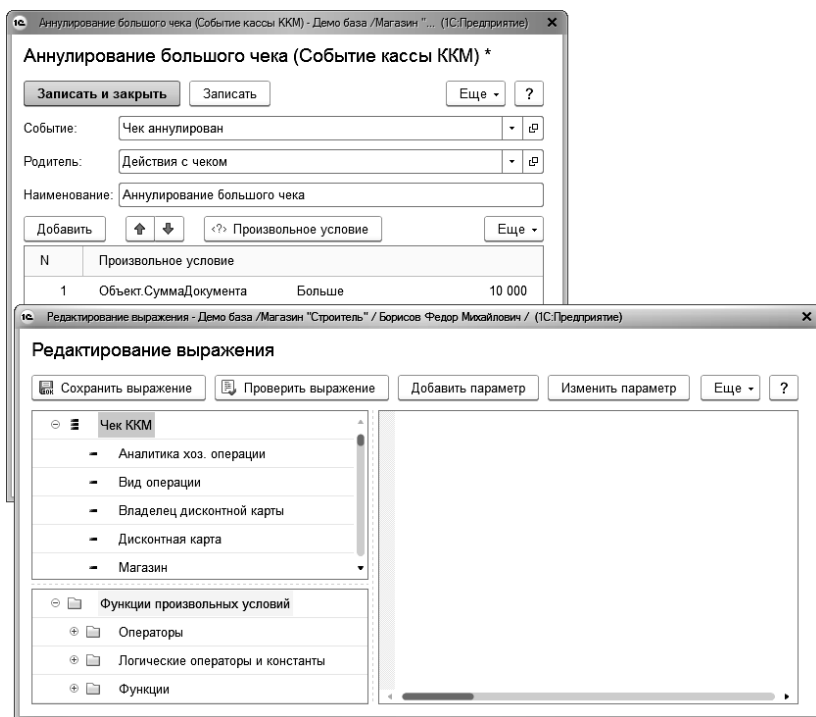 Аннулирование большого чека (Событие кассы ККМ) - Демо база /Магазин "... (1С:Предприятие)
Аннулирование большого чека (Событие кассы ККМ) *
Записать и закрыть Записать Еще ?
Событие: Чек аннулирован
Родитель: Действия с чеком
Наименование: Аннулирование большого чека
Добавить <?> Произвольное условие Еще
N Произвольное условие
1 Объект.СуммаДокумента Больше 10 000
Редактирование выражения - Демо база /Магазин "Строитель" / Борисов Федор Михайлович / (1С:Предприятие)
Редактирование выражения
Сохранить выражение Проверить выражение Добавить параметр Изменить параметр Еще ?
Чек ККМ
Аналитика хоз. операции
Вид операции
Владелец дисконтной карты
Дисконтная карта
Магазин
Функции произвольных условий
Операторы
Логические операторы и константы
Функции